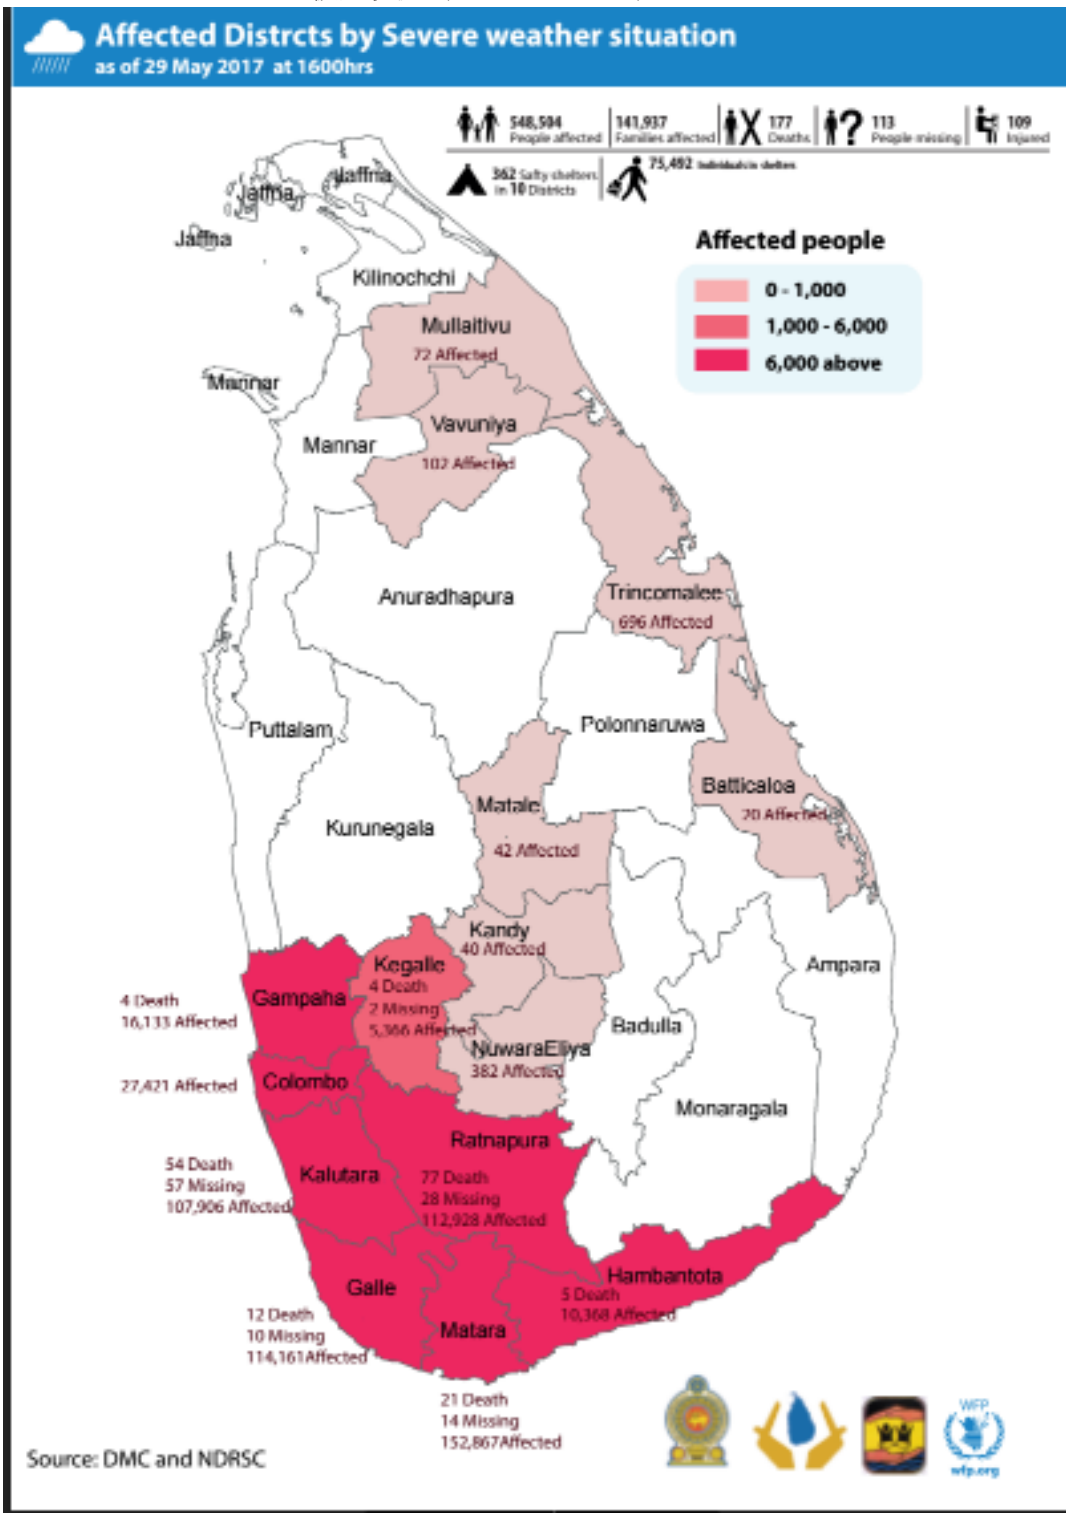 Affected Distrcts by Severe weather situation
as of 29 May 2017 at 1600hrs
548,504
People affected
141,937
Families affected
177
Deaths
113
People missing
109
Injured
362 Safty shelters
in 10 Districts
75,492 Individuals in shelters
Affected people
0 - 1,000
1,000 - 6,000
6,000 above
Jaffna
Jaffna
Jaffna
Kilinochchi
Mullaitivu
72 Affected
Mannar
Vavuniya
Mannar
102 Affected
Anuradhapura
Trincomalee
696 Affected
Puttalam
Polonnaruwa
Batticaloa
20 Affected
Matale
Kurunegala
42 Affected
Kandy
40 Affected
Kegalle
4 Death
2 Missing
5,366 Affected
Ampara
Gampaha
4 Death
16,133 Affected
Badulla
NuwaraEliya
382 Affected
Colombo
27,421 Affected
Monaragala
Ratnapura
77 Death
28 Missing
112,928 Affected
Kalutara
54 Death
57 Missing
107,906 Affected
Hambantota
5 Death
10,368 Affected
Galle
12 Death
10 Missing
114,161Affected
Matara
21 Death
14 Missing
152,867Affected
WFP
wfp.org
Source: DMC and NDRSC